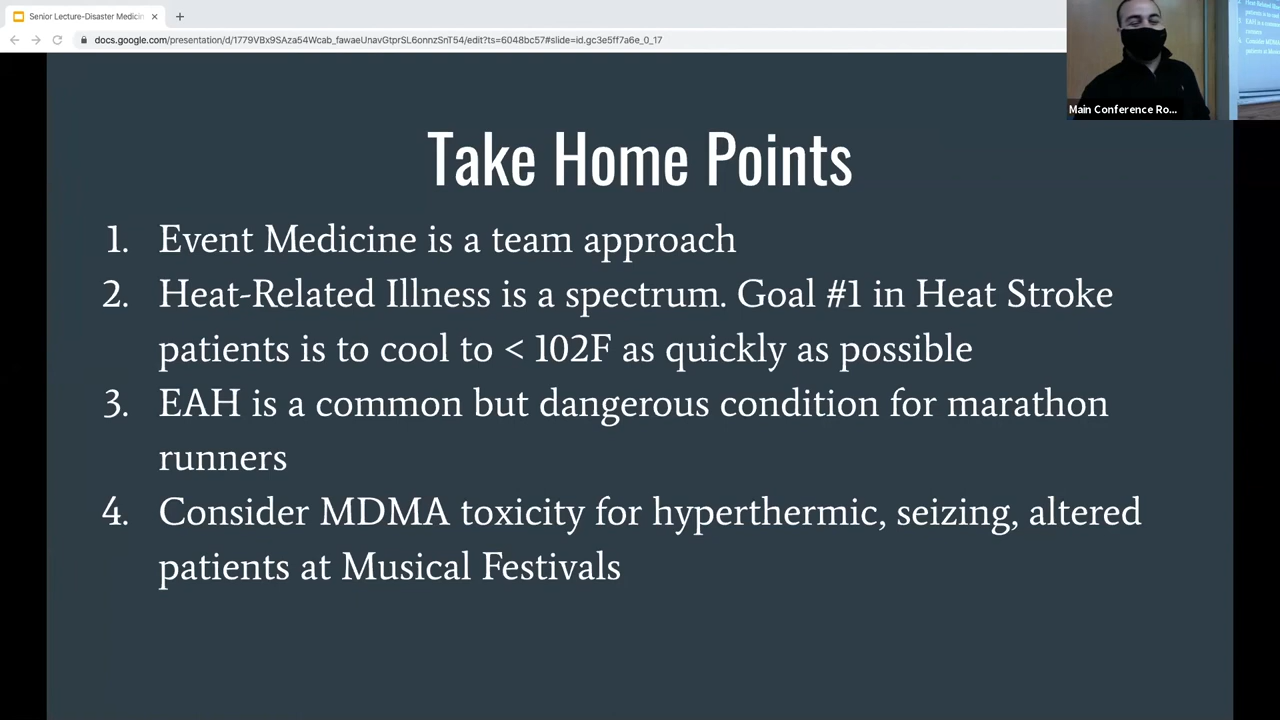 Senior Lecture-Disaster Medicin
docs.google.com/presentation/d/1779VBx9SAza54Wcab_fawaeUnavGtprSL6onnzSnT54/edit?ts=6048bc57#slide=id.gc3e5ff7a6e_0_17
Main Conference Ro...
Take Home Points
1. Event Medicine is a team approach
2. Heat-Related Illness is a spectrum. Goal #1 in Heat Stroke
patients is to cool to < 102F as quickly as possible
3. EAH is a common but dangerous condition for marathon
runners
4. Consider MDMA toxicity for hyperthermic, seizing, altered
patients at Musical Festivals